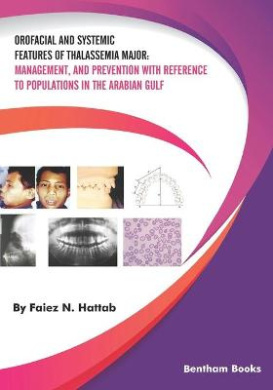 OROFACIAL AND SYSTEMIC
FEATURES OF THALASSEMIA MAJOR:
MANAGEMENT, AND PREVENTION WITH REFERENCE
TO POPULATIONS IN THE ARABIAN GULF
By Faiez N. Hattab
Bentham Books